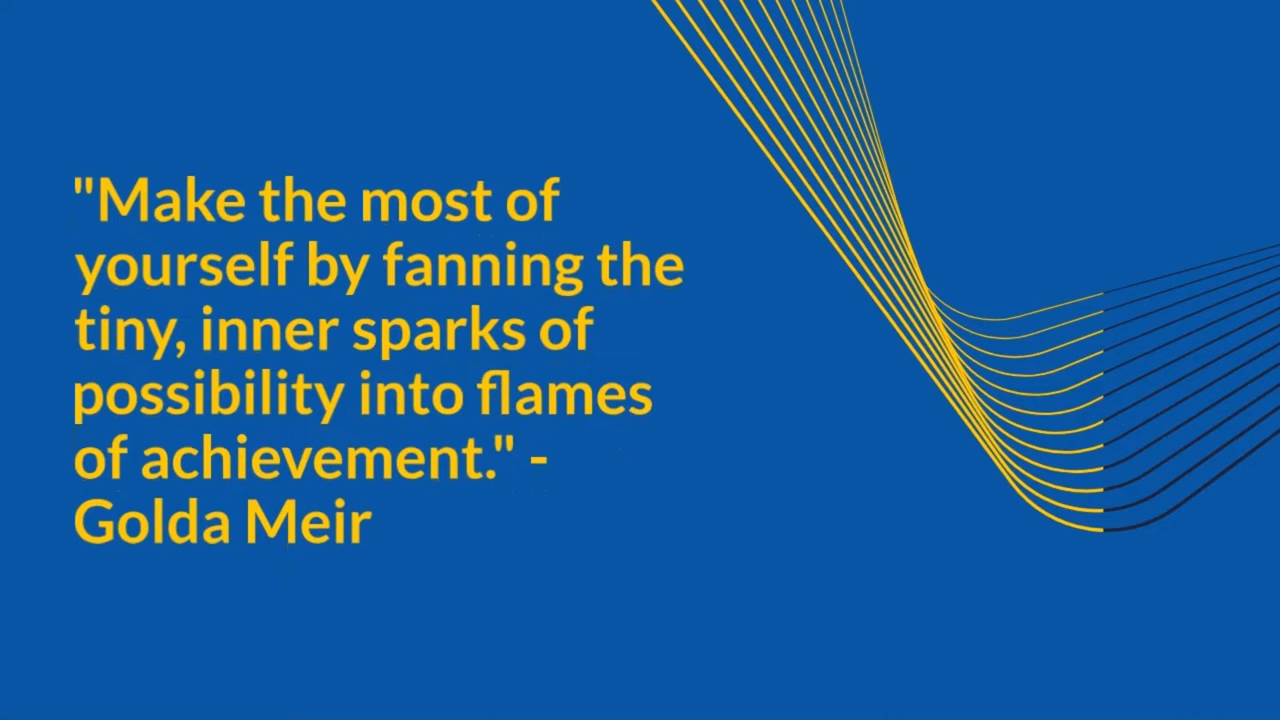 "Make the most of
yourself by fanning the
tiny, inner sparks of
possibility into flames
of achievement." -
Golda Meir